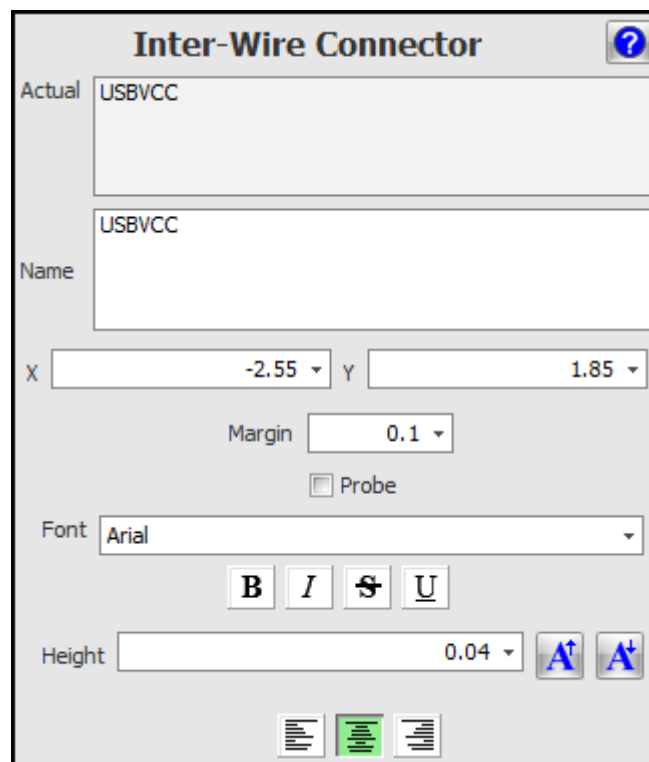 Inter-Wire Connector ?
Actual USBVCC
USBVCC
Name
X -2.55 Y 1.85
Margin 0.1
Probe
Font Arial
B I S U
Height 0.04 A A